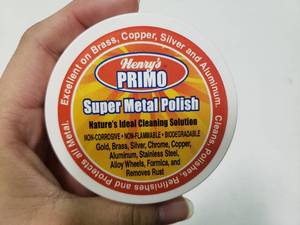 Excellent on Brass, Copper, Silver and Aluminum.
Henry's
PRIMO
Super Metal Polish
Nature's Ideal Cleaning Solution
NON-CORROSIVE • NON-FLAMMABLE • BIODEGRADABLE
Gold, Brass, Silver, Chrome, Copper,
Aluminum, Stainless Steel,
Alloy Wheels, Formica, and
Removes Rust
Cleans, Polishes, Refinishes and Protects all Metal.